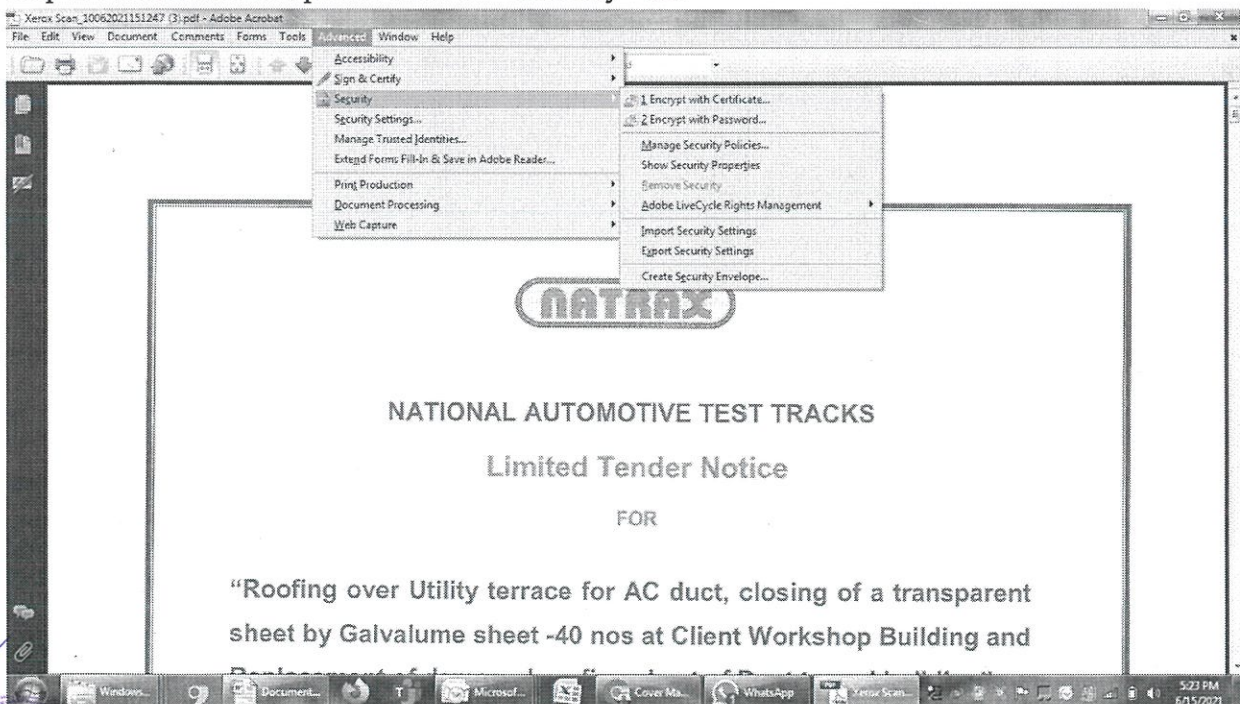 Xerox Scan_10062021151247 (3).pdf - Adobe Acrobat
File Edit View Document Comments Forms Tools Advanced Window Help
Accessibility
Sign & Certify
Security
Security Settings...
Manage Trusted Identities...
Extend Forms Fill-In & Save in Adobe Reader...
Print Production
Document Processing
Web Capture
1 Encrypt with Certificate...
2 Encrypt with Password...
Manage Security Policies...
Show Security Properties
Remove Security
Adobe LiveCycle Rights Management
Import Security Settings
Export Security Settings
Create Security Envelope...
NATRAX
NATIONAL AUTOMOTIVE TEST TRACKS
Limited Tender Notice
FOR
“Roofing over Utility terrace for AC duct, closing of a transparent
sheet by Galvalume sheet -40 nos at Client Workshop Building and
Windows... Document... Microsof... Cover Ma... WhatsApp Xerox Scan... 5:23 PM
6/15/2021